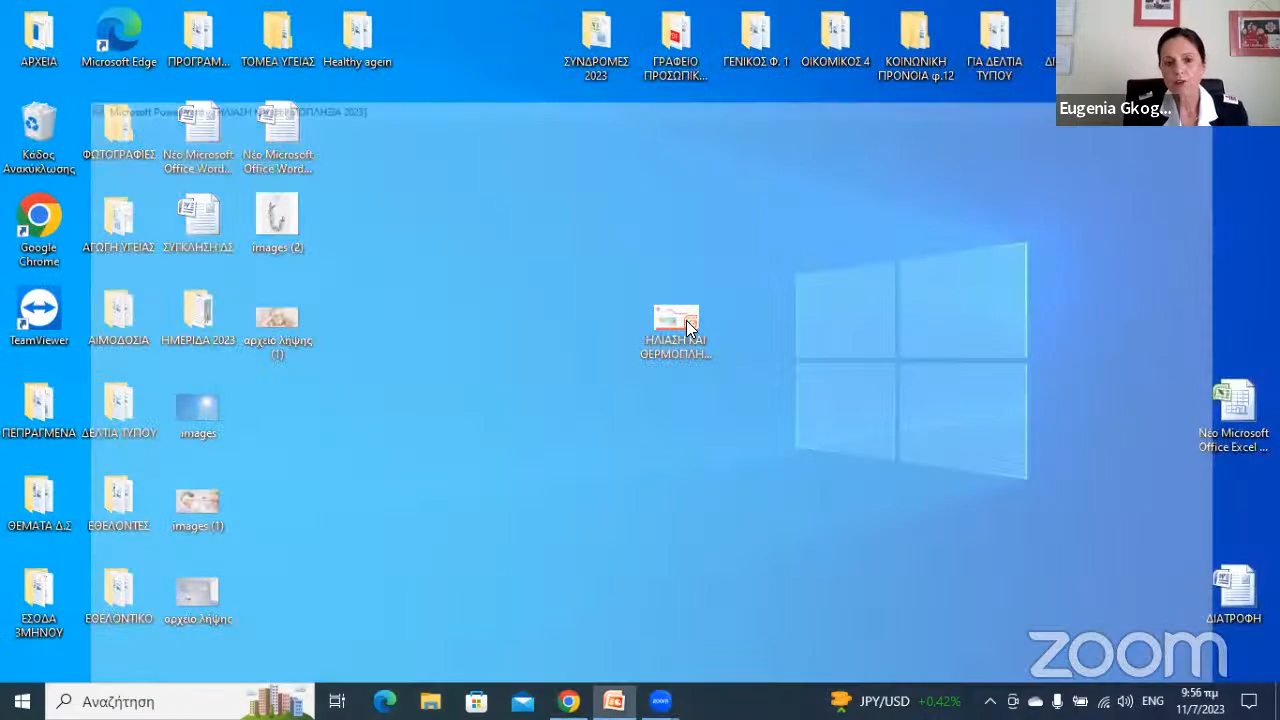 ΑΡΧΕΙΑ
Microsoft Edge
ΠΡΟΓΡΑΜ...
ΤΟΜΕΑ ΥΓΕΙΑΣ
Healthy agein
ΣΥΝΔΡΟΜΕΣ
2023
ΓΡΑΦΕΙΟ
ΠΡΟΣΩΠΙΚ...
ΓΕΝΙΚΟΣ Φ. 1
ΟΙΚΟΜΙΚΟΣ 4
ΚΟΙΝΩΝΙΚΗ
ΠΡΟΝΟΙΑ φ.12
ΓΙΑ ΔΕΛΤΙΑ
ΤΥΠΟΥ
Eugenia Gkog...
Κάδος
Ανακύκλωσης
ΦΩΤΟΓΡΑΦΙΕΣ
Νέο Microsoft
Office Word...
Νέο Microsoft
Office Word...
Google
Chrome
ΑΓΩΓΗ ΥΓΕΙΑΣ
ΣΥΓΚΛΗΣΗ ΔΣ
images (2)
TeamViewer
ΑΙΜΟΔΟΣΙΑ
ΗΜΕΡΙΔΑ 2023
αρχείο λήψης
(1)
ΗΛΙΑΣΗ ΚΑΙ
ΘΕΡΜΟΠΛΗ...
ΠΕΠΡΑΓΜΕΝΑ
ΔΕΛΤΙΑ ΤΥΠΟΥ
images
Νέο Microsoft
Office Excel ...
ΘΕΜΑΤΑ Δ.Σ
ΕΘΕΛΟΝΤΕΣ
images (1)
ΕΣΟΔΑ
3ΜΗΝΟΥ
ΕΘΕΛΟΝΤΙΚΟ
αρχείο λήψης
ΔΙΑΤΡΟΦΗ
zoom
Αναζήτηση
zoom
JPY/USD +0,42%
ENG
9:56 πμ
11/7/2023